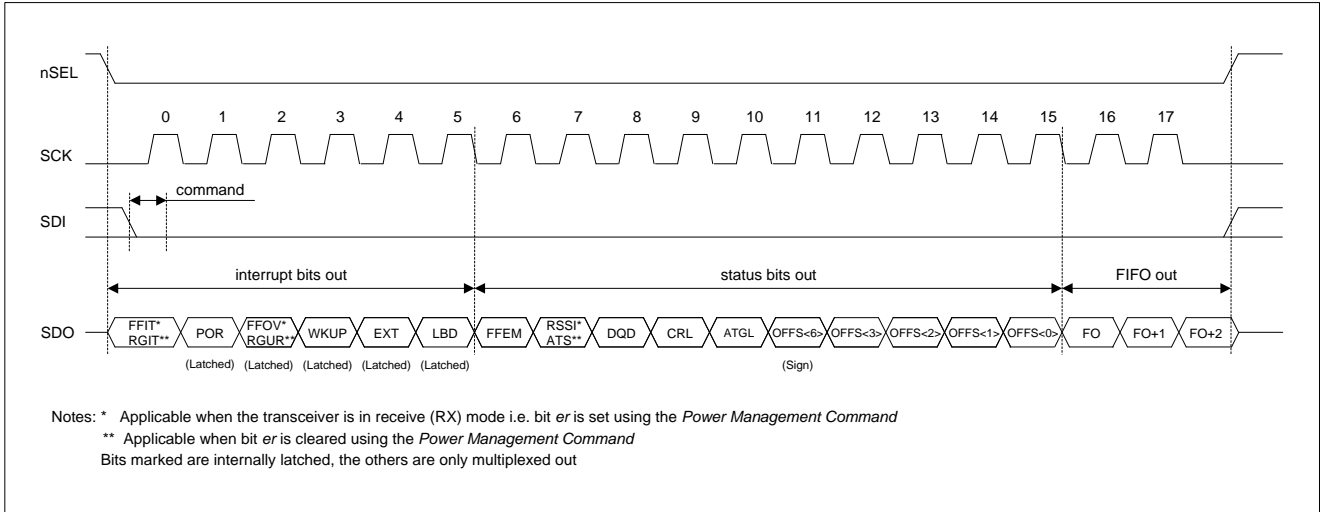 nSEL
0 1 2 3 4 5 6 7 8 9 10 11 12 13 14 15 16 17
SCK
command
SDI
interrupt bits out status bits out FIFO out
SDO
FFIT*
RGIT**
POR
FFOV*
RGUR**
WKUP
EXT
LBD
FFEM
RSSI*
ATS**
DQD
CRL
ATGL
OFFS<6>
OFFS<3>
OFFS<2>
OFFS<1>
OFFS<0>
FO
FO+1
FO+2
(Latched) (Latched) (Latched) (Latched) (Latched) (Sign)
Notes: * Applicable when the transceiver is in receive (RX) mode i.e. bit er is set using the Power Management Command
** Applicable when bit er is cleared using the Power Management Command
Bits marked are internally latched, the others are only multiplexed out